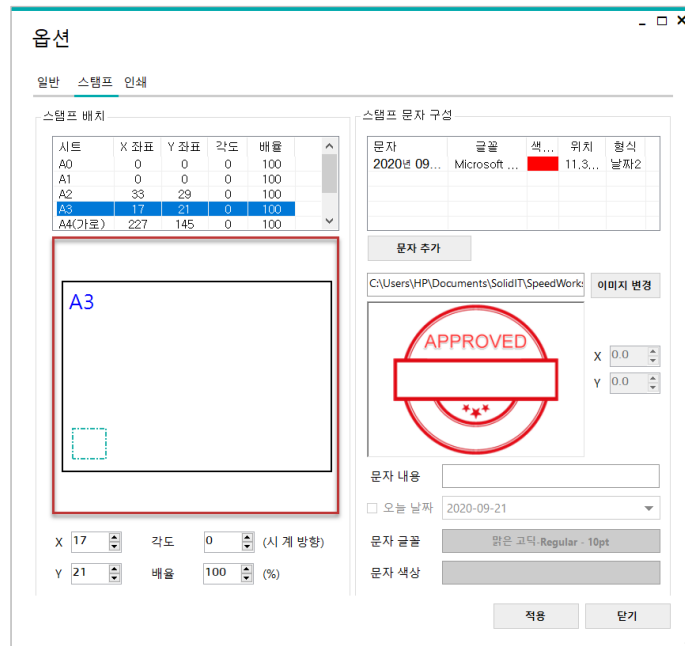 옵션
일반 스탬프 인쇄
스탬프 배치
시트 X 좌표 Y 좌표 각도 배율
A0 0 0 0 100
A1 0 0 0 100
A2 33 29 0 100
A3 17 21 0 100
A4(가로) 227 145 0 100
A3
X 17 각도 0 (시계 방향)
Y 21 배율 100 (%)
스탬프 문자 구성
문자 글꼴 색... 위치 형식
2020년 09... Microsoft ... 11,3... 날짜2
문자 추가
C:\Users\HP\Documents\SolidIT\SpeedWork: 이미지 변경
APPROVED
X 0.0
Y 0.0
문자 내용
오늘 날짜 2020-09-21
문자 글꼴 맑은 고딕-Regular - 10pt
문자 색상
적용 닫기